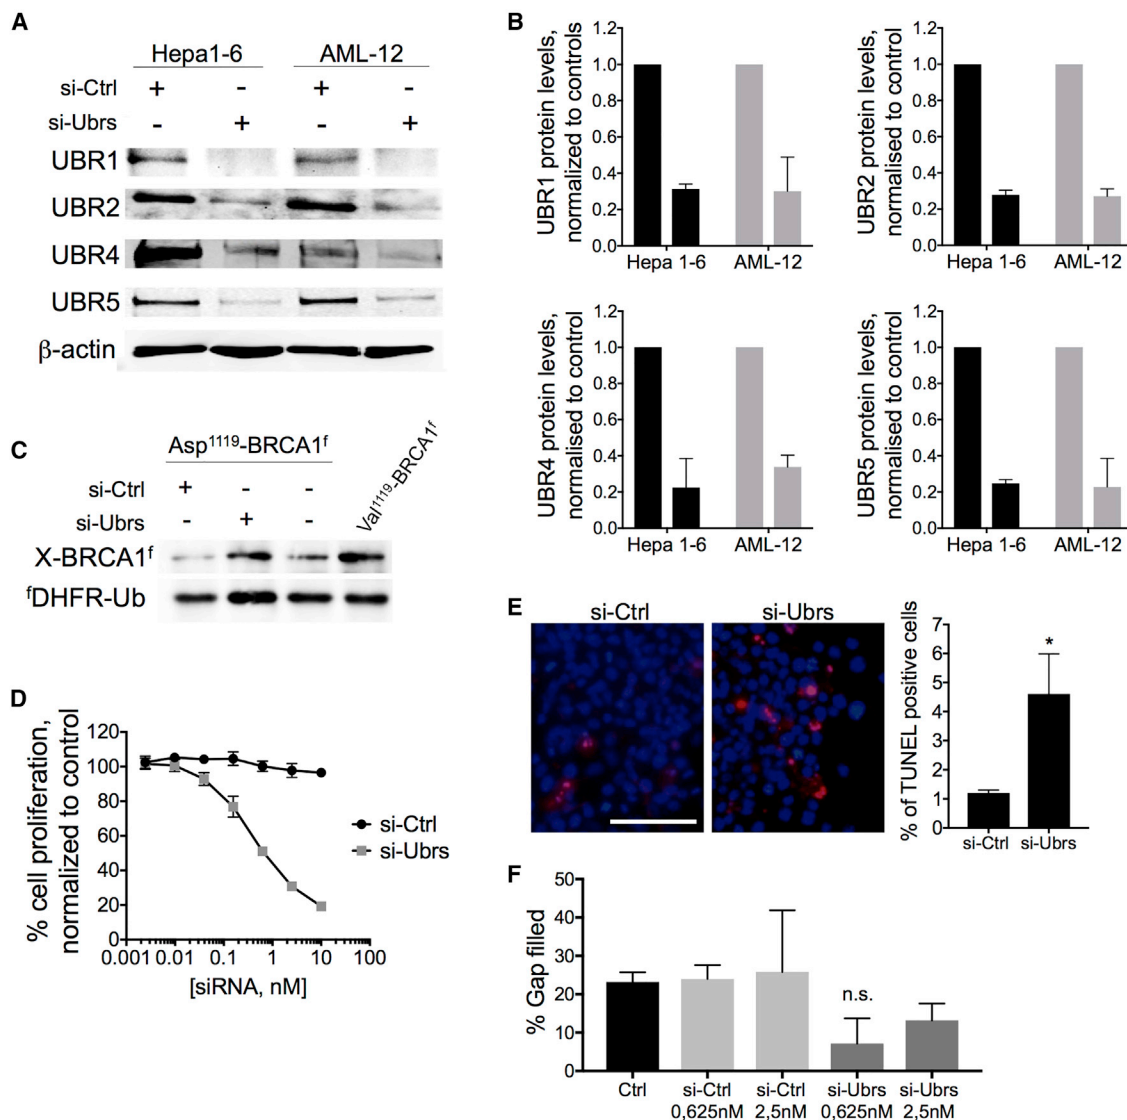 A
Hepa1-6 AML-12
si-Ctrl + - + -
si-Ubrs - + - +
UBR1
UBR2
UBR4
UBR5
β-actin
B
UBR1 protein levels,
normalized to controls
1.2
1.0
0.8
0.6
0.4
0.2
0.0
Hepa 1-6 AML-12
UBR2 protein levels,
normalised to controls
1.2
1.0
0.8
0.6
0.4
0.2
0.0
Hepa 1-6 AML-12
UBR4 protein levels,
normalised to control
1.2
1.0
0.8
0.6
0.4
0.2
0.0
Hepa 1-6 AML-12
UBR5 protein levels,
normalised to control
1.2
1.0
0.8
0.6
0.4
0.2
0.0
Hepa 1-6 AML-12
C
Asp¹¹¹⁹-BRCA1ᶠ
Val¹¹¹⁹-BRCA1ᶠ
si-Ctrl + - -
si-Ubrs - + -
X-BRCA1ᶠ
ᶠDHFR-Ub
D
% cell proliferation,
normalized to control
120
100
80
60
40
20
0
0.001 0.01 0.1 1 10 100
[siRNA, nM]
si-Ctrl
si-Ubrs
E
si-Ctrl si-Ubrs
% of TUNEL positive cells
7
6
5
4
3
2
1
0
*
si-Ctrl si-Ubrs
F
% Gap filled
50
40
30
20
10
0
n.s.
Ctrl si-Ctrl si-Ctrl si-Ubrs si-Ubrs
0,625nM 2,5nM 0,625nM 2,5nM